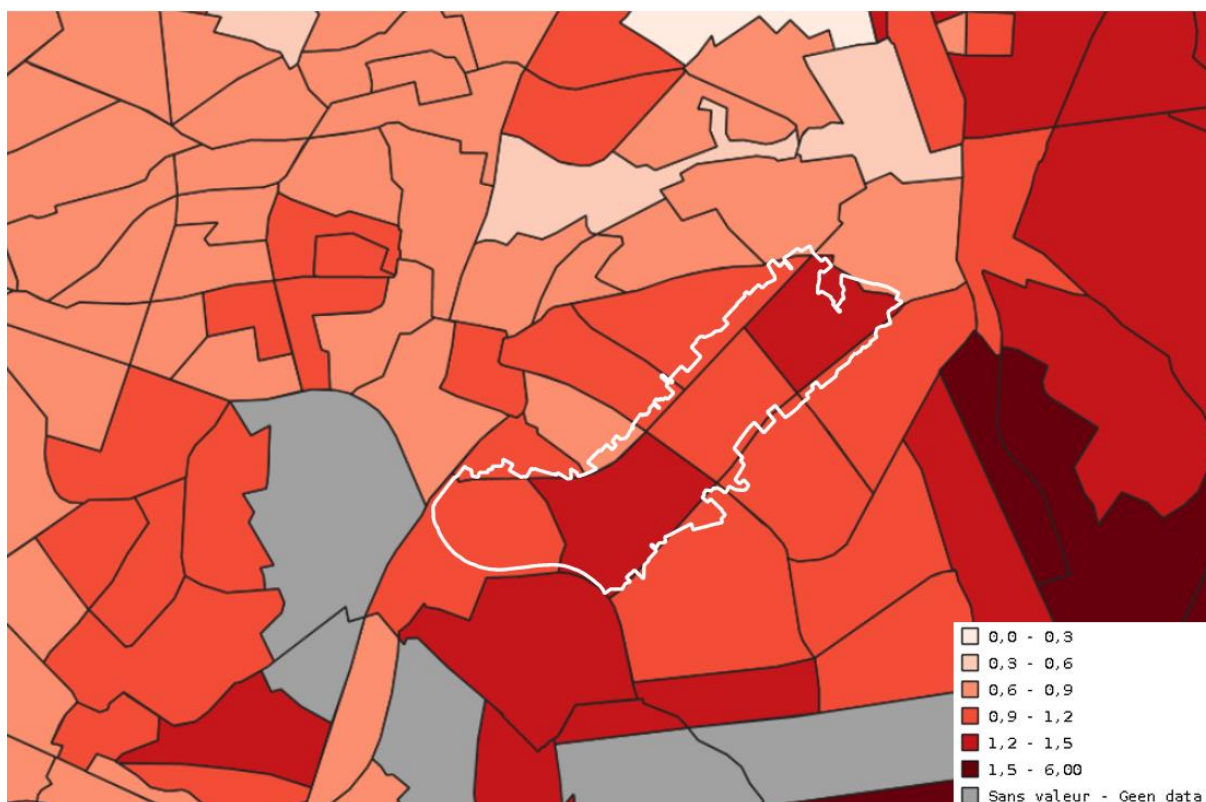 0,0 - 0,3
0,3 - 0,6
0,6 - 0,9
0,9 - 1,2
1,2 - 1,5
1,5 - 6,00
Sans valeur - Geen data